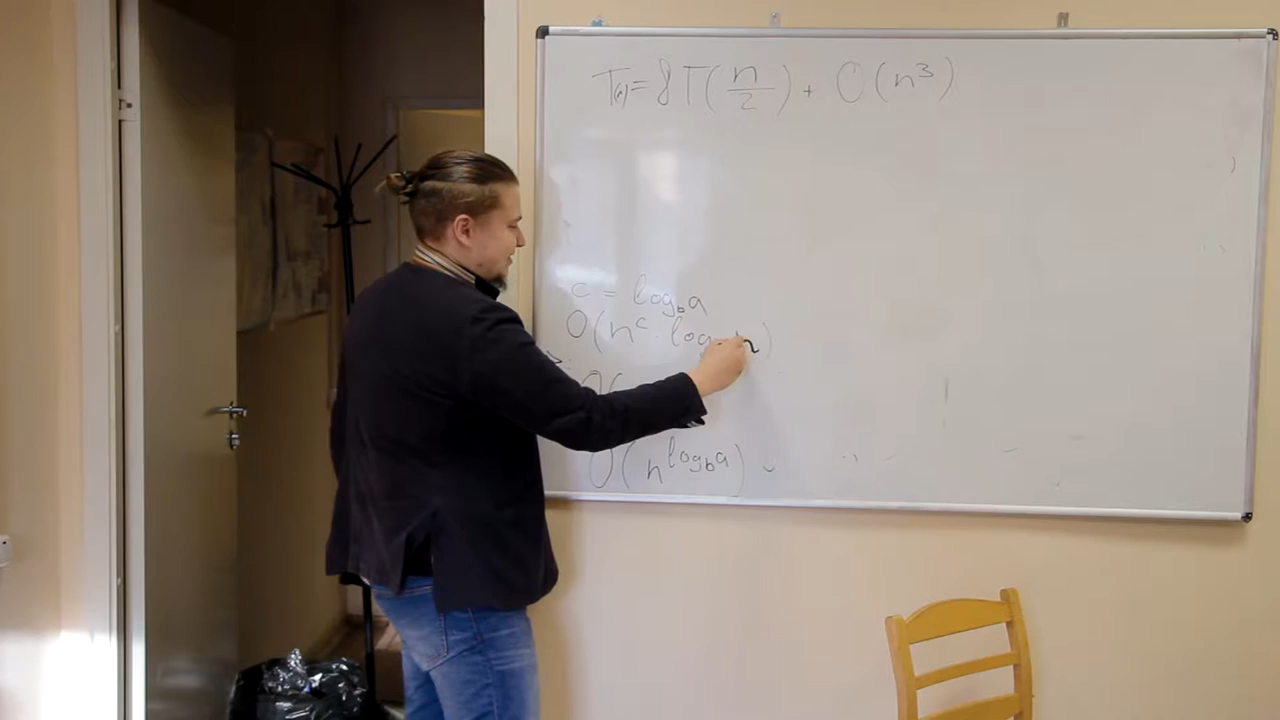 T(n)=8T(n/2) + O(n³)
c = log_b a
O(n^c · log n)
O(
O(n^{log_b a})